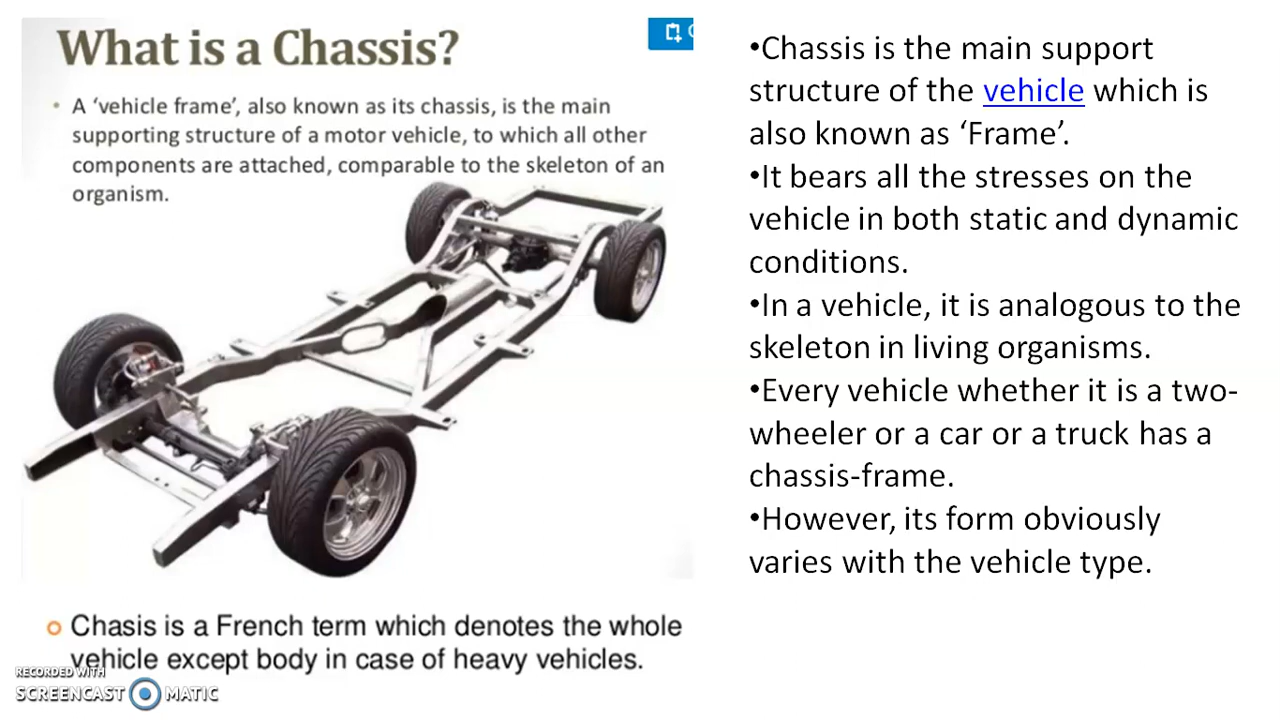 What is a Chassis?
• A ‘vehicle frame’, also known as its chassis, is the main
supporting structure of a motor vehicle, to which all other
components are attached, comparable to the skeleton of an
organism.
Chasis is a French term which denotes the whole
vehicle except body in case of heavy vehicles.
•Chassis is the main support
structure of the vehicle which is
also known as ‘Frame’.
•It bears all the stresses on the
vehicle in both static and dynamic
conditions.
•In a vehicle, it is analogous to the
skeleton in living organisms.
•Every vehicle whether it is a two-
wheeler or a car or a truck has a
chassis-frame.
•However, its form obviously
varies with the vehicle type.
RECORDED WITH
SCREENCAST MATIC